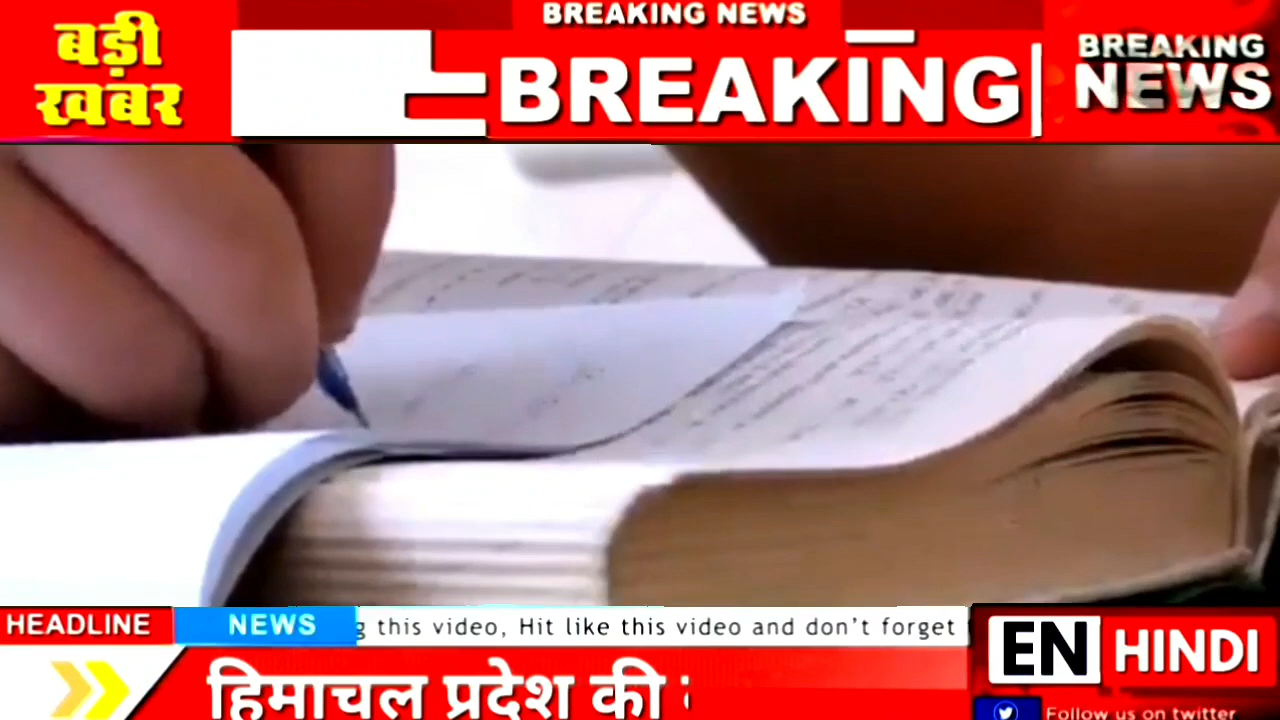 बड़ी
खबर
BREAKING NEWS
BREAKING
BREAKING
NEWS
HEADLINE
NEWS
this video, Hit like this video and don't forget
EN HINDI
हिमाचल प्रदेश की
Follow us on twitter